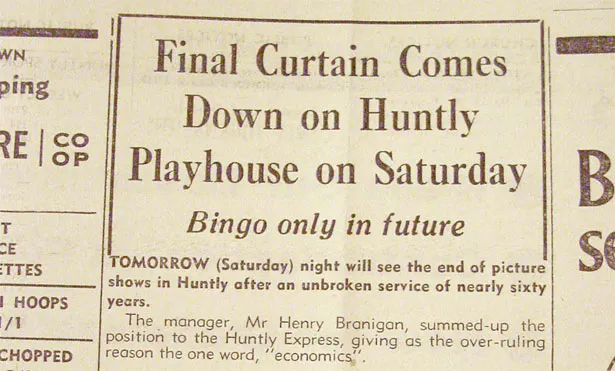 WN
ping
RE | CO
OP
T
CE
ETTES
HOOPS
/1
CHOPPED
Final Curtain Comes
Down on Huntly
Playhouse on Saturday
Bingo only in future
TOMORROW (Saturday) night will see the end of picture
shows in Huntly after an unbroken service of nearly sixty
years.
The manager, Mr Henry Branigan, summed-up the
position to the Huntly Express, giving as the over-ruling
reason the one word, "economics".
B
so